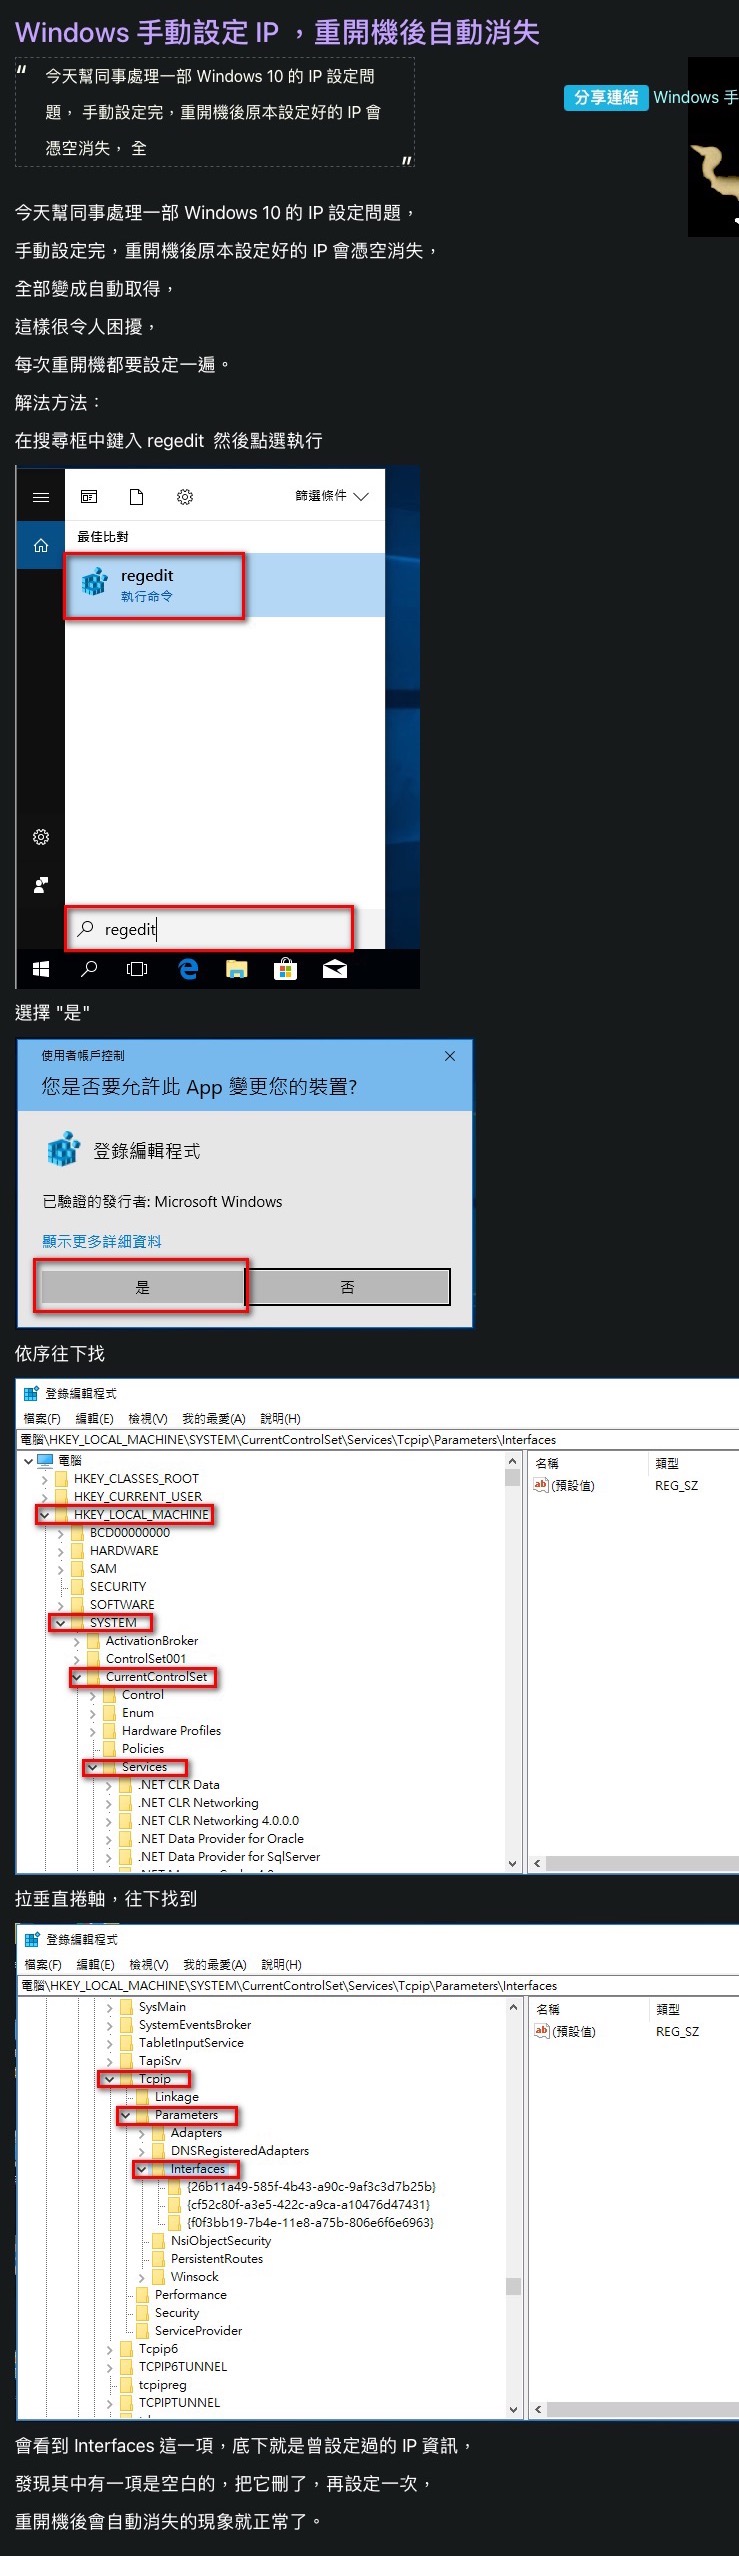 Windows 手動設定 IP ，重開機後自動消失
“ 今天幫同事處理一部 Windows 10 的 IP 設定問
題， 手動設定完，重開機後原本設定好的 IP 會
憑空消失， 全 ”
分享連結 Windows 手
今天幫同事處理一部 Windows 10 的 IP 設定問題，
手動設定完，重開機後原本設定好的 IP 會憑空消失，
全部變成自動取得，
這樣很令人困擾，
每次重開機都要設定一遍。
解法方法：
在搜尋框中鍵入 regedit 然後點選執行
篩選條件
最佳比對
regedit
執行命令
regedit
選擇 "是"
使用者帳戶控制
您是否要允許此 App 變更您的裝置?
登錄編輯程式
已驗證的發行者: Microsoft Windows
顯示更多詳細資料
是 否
依序往下找
登錄編輯程式
檔案(F) 編輯(E) 檢視(V) 我的最愛(A) 說明(H)
電腦\HKEY_LOCAL_MACHINE\SYSTEM\CurrentControlSet\Services\Tcpip\Parameters\Interfaces
電腦
HKEY_CLASSES_ROOT
HKEY_CURRENT_USER
HKEY_LOCAL_MACHINE
BCD00000000
HARDWARE
SAM
SECURITY
SOFTWARE
SYSTEM
ActivationBroker
ControlSet001
CurrentControlSet
Control
Enum
Hardware Profiles
Policies
Services
.NET CLR Data
.NET CLR Networking
.NET CLR Networking 4.0.0.0
.NET Data Provider for Oracle
.NET Data Provider for SqlServer
名稱 類型
ab (預設值) REG_SZ
拉垂直捲軸，往下找到
登錄編輯程式
檔案(F) 編輯(E) 檢視(V) 我的最愛(A) 說明(H)
電腦\HKEY_LOCAL_MACHINE\SYSTEM\CurrentControlSet\Services\Tcpip\Parameters\Interfaces
SysMain
SystemEventsBroker
TabletInputService
TapiSrv
Tcpip
Linkage
Parameters
Adapters
DNSRegisteredAdapters
Interfaces
{26b11a49-585f-4b43-a90c-9af3c3d7b25b}
{cf52c80f-a3e5-422c-a9ca-a10476d47431}
{f0f3bb19-7b4e-11e8-a75b-806e6f6e6963}
NsiObjectSecurity
PersistentRoutes
Winsock
Performance
Security
ServiceProvider
Tcpip6
TCPIP6TUNNEL
tcpipreg
TCPIPTUNNEL
名稱 類型
ab (預設值) REG_SZ
會看到 Interfaces 這一項，底下就是曾設定過的 IP 資訊，
發現其中有一項是空白的，把它刪了，再設定一次，
重開機後會自動消失的現象就正常了。